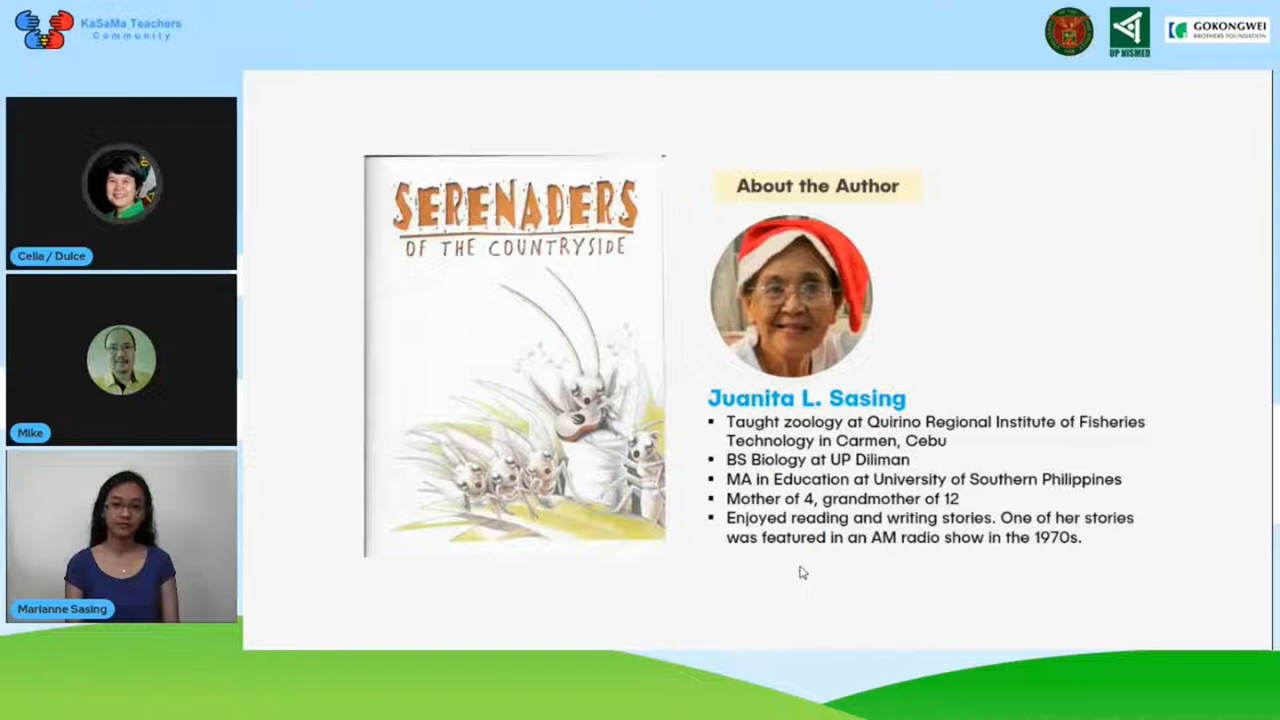 KaSaMa Teachers
Community
UP NISMED
GOKONGWEI
BROTHERS FOUNDATION
Celia / Dulce
Mike
Marianne Sasing
SERENADERS
OF THE COUNTRYSIDE
About the Author
Juanita L. Sasing
▪ Taught zoology at Quirino Regional Institute of Fisheries
Technology in Carmen, Cebu
▪ BS Biology at UP Diliman
▪ MA in Education at University of Southern Philippines
▪ Mother of 4, grandmother of 12
▪ Enjoyed reading and writing stories. One of her stories
was featured in an AM radio show in the 1970s.